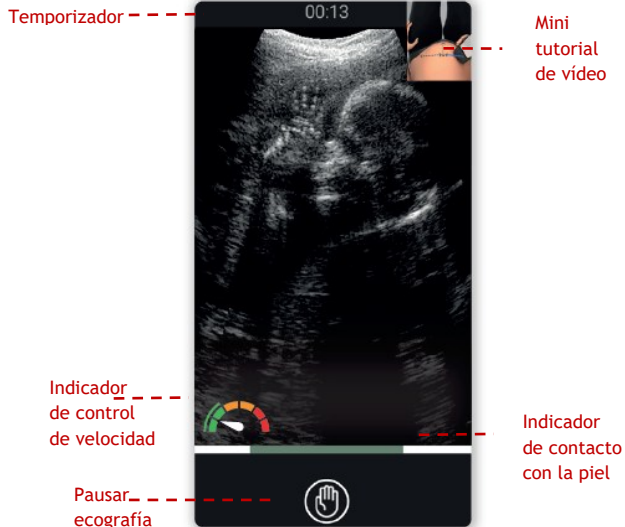 Temporizador
00:13
Mini
tutorial
de vídeo
Indicador
de control
de velocidad
Indicador
de contacto
con la piel
Pausar
ecografía